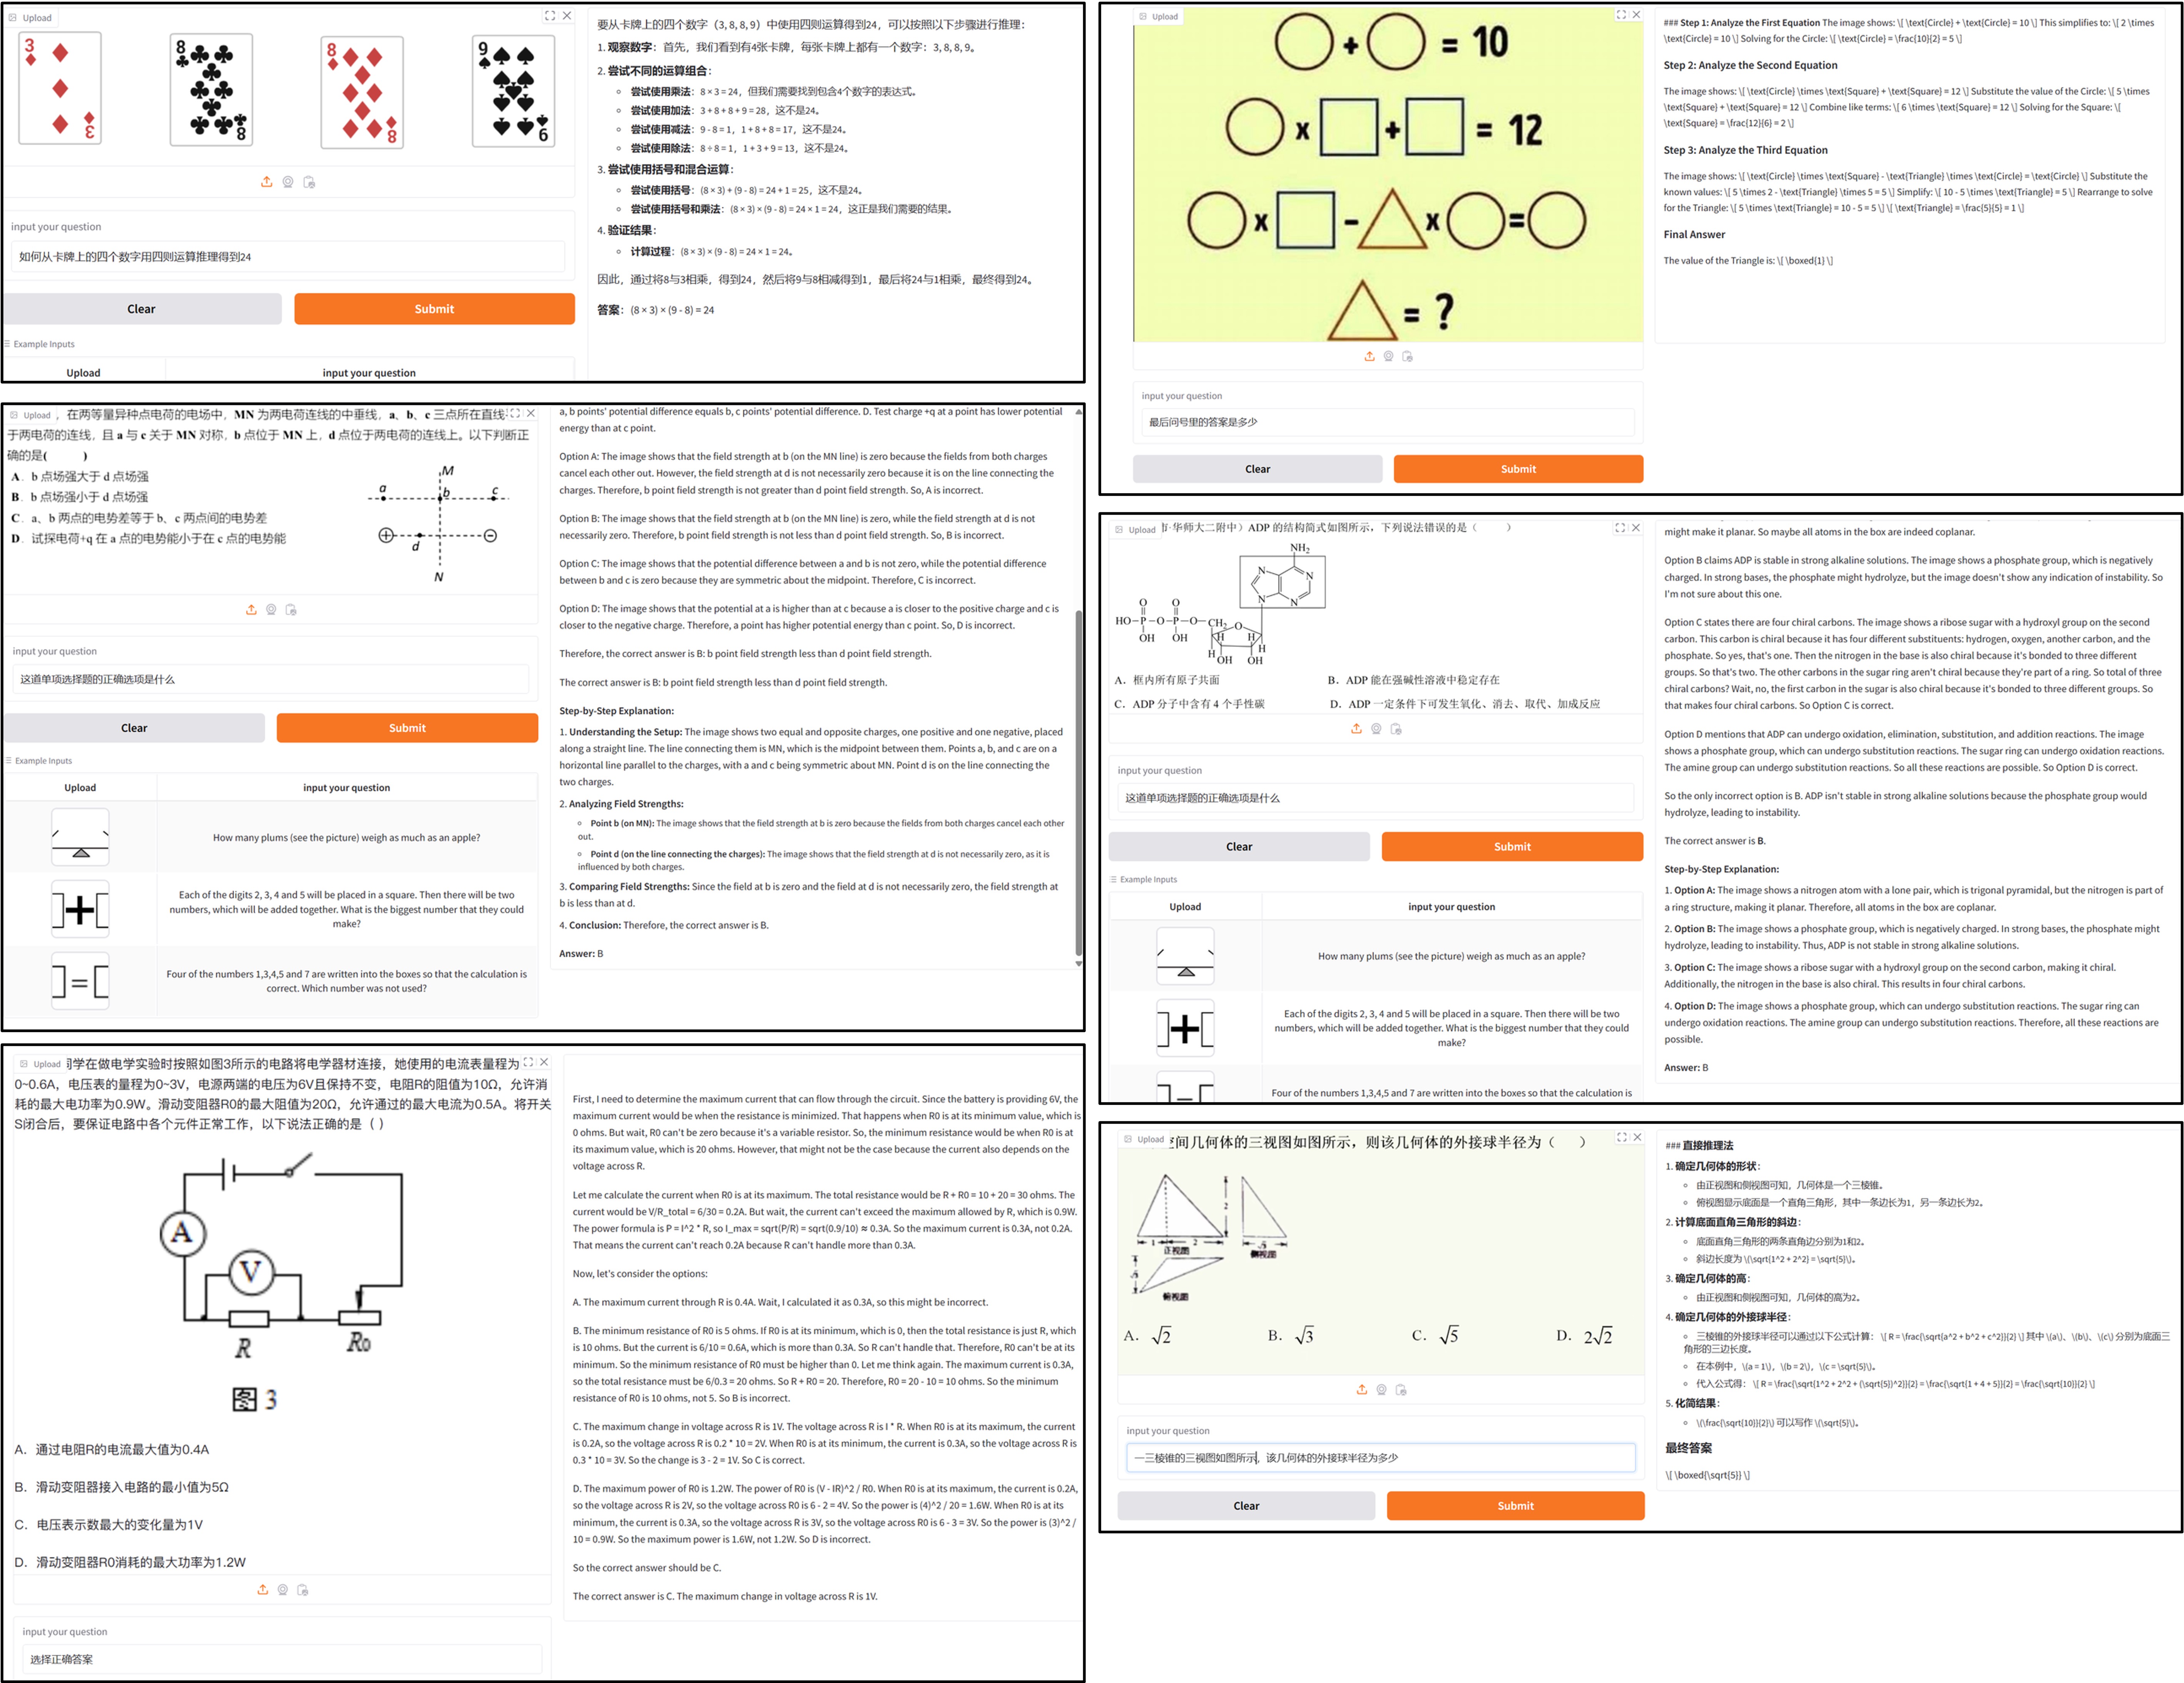 Upload
3
3
8
8
8
8
9
9
input your question
如何从卡牌上的四个数字用四则运算推理得到24
Clear
Submit
Example Inputs
Upload
input your question
要从卡牌上的四个数字（3, 8, 8, 9）中使用四则运算得到24，可以按照以下步骤进行推理：
1. 观察数字：首先，我们看到有4张卡牌，每张卡牌上都有一个数字：3, 8, 8, 9。
2. 尝试不同的运算组合：
尝试使用乘法：8 × 3 = 24，但我们需要找到包含4个数字的表达式。
尝试使用加法：3 + 8 + 8 + 9 = 28，这不是24。
尝试使用减法：9 - 8 = 1，1 + 8 + 8 = 17，这不是24。
尝试使用除法：8 ÷ 8 = 1，1 + 3 + 9 = 13，这不是24。
3. 尝试使用括号和混合运算：
尝试使用括号：(8 × 3) + (9 - 8) = 24 + 1 = 25，这不是24。
尝试使用括号和乘法：(8 × 3) × (9 - 8) = 24 × 1 = 24，这正是我们需要的结果。
4. 验证结果：
计算过程：(8 × 3) × (9 - 8) = 24 × 1 = 24。
因此，通过将8与3相乘，得到24，然后将9与8相减得到1，最后将24与1相乘，最终得到24。
答案：(8 × 3) × (9 - 8) = 24
Upload
+ = 10
x + = 12
x - x =
= ?
input your question
最后问号里的答案是多少
Clear
Submit
### Step 1: Analyze the First Equation The image shows: \[ \text{Circle} + \text{Circle} = 10 \] This simplifies to: \[ 2 \times
\text{Circle} = 10 \] Solving for the Circle: \[ \text{Circle} = \frac{10}{2} = 5 \]
Step 2: Analyze the Second Equation
The image shows: \[ \text{Circle} \times \text{Square} + \text{Square} = 12 \] Substitute the value of the Circle: \[ 5 \times
\text{Square} + \text{Square} = 12 \] Combine like terms: \[ 6 \times \text{Square} = 12 \] Solving for the Square: \[
\text{Square} = \frac{12}{6} = 2 \]
Step 3: Analyze the Third Equation
The image shows: \[ \text{Circle} \times \text{Square} - \text{Triangle} \times \text{Circle} = \text{Circle} \] Substitute the
known values: \[ 5 \times 2 - \text{Triangle} \times 5 = 5 \] Simplify: \[ 10 - 5 \times \text{Triangle} = 5 \] Rearrange to solve
for the Triangle: \[ 5 \times \text{Triangle} = 10 - 5 = 5 \] \[ \text{Triangle} = \frac{5}{5} = 1 \]
Final Answer
The value of the Triangle is: \[ \boxed{1} \]
Upload
，在两等量异种点电荷的电场中，MN 为两电荷连线的中垂线，a、b、c 三点所在直线
于两电荷的连线，且 a 与 c 关于 MN 对称，b 点位于 MN 上，d 点位于两电荷的连线上。以下判断正
确的是( )
A．b 点场强大于 d 点场强
B．b 点场强小于 d 点场强
C．a、b 两点的电势差等于 b、c 两点间的电势差
D．试探电荷+q 在 a 点的电势能小于在 c 点的电势能
M
a
b
c
d
N
input your question
这道单项选择题的正确选项是什么
Clear
Submit
Example Inputs
Upload
input your question
How many plums (see the picture) weigh as much as an apple?
Each of the digits 2, 3, 4 and 5 will be placed in a square. Then there will be two
numbers, which will be added together. What is the biggest number that they could
make?
Four of the numbers 1,3,4,5 and 7 are written into the boxes so that the calculation is
correct. Which number was not used?
a, b points' potential difference equals b, c points' potential difference. D. Test charge +q at a point has lower potential
energy than at c point.
Option A: The image shows that the field strength at b (on the MN line) is zero because the fields from both charges
cancel each other out. However, the field strength at d is not necessarily zero because it is on the line connecting the
charges. Therefore, b point field strength is not greater than d point field strength. So, A is incorrect.
Option B: The image shows that the field strength at b (on the MN line) is zero, while the field strength at d is not
necessarily zero. Therefore, b point field strength is not less than d point field strength. So, B is incorrect.
Option C: The image shows that the potential difference between a and b is not zero, while the potential difference
between b and c is zero because they are symmetric about the midpoint. Therefore, C is incorrect.
Option D: The image shows that the potential at a is higher than at c because a is closer to the positive charge and c is
closer to the negative charge. Therefore, a point has higher potential energy than c point. So, D is incorrect.
Therefore, the correct answer is B: b point field strength less than d point field strength.
The correct answer is B: b point field strength less than d point field strength.
Step-by-Step Explanation:
1. Understanding the Setup: The image shows two equal and opposite charges, one positive and one negative, placed
along a straight line. The line connecting them is MN, which is the midpoint between them. Points a, b, and c are on a
horizontal line parallel to the charges, with a and c being symmetric about MN. Point d is on the line connecting the
two charges.
2. Analyzing Field Strengths:
Point b (on MN): The image shows that the field strength at b is zero because the fields from both charges cancel each other
out.
Point d (on the line connecting the charges): The image shows that the field strength at d is not necessarily zero, as it is
influenced by both charges.
3. Comparing Field Strengths: Since the field at b is zero and the field at d is not necessarily zero, the field strength at
b is less than at d.
4. Conclusion: Therefore, the correct answer is B.
Answer: B
Upload
市·华师大二附中）ADP 的结构简式如图所示，下列说法错误的是（ ）
NH2
N
N
N
N
O
O
HO-P-O-P-O-CH2
O
OH
OH
H
H
H
H
OH
OH
A．框内所有原子共面
B．ADP 能在强碱性溶液中稳定存在
C．ADP 分子中含有 4 个手性碳
D．ADP 一定条件下可发生氧化、消去、取代、加成反应
input your question
这道单项选择题的正确选项是什么
Clear
Submit
Example Inputs
Upload
input your question
How many plums (see the picture) weigh as much as an apple?
Each of the digits 2, 3, 4 and 5 will be placed in a square. Then there will be two
numbers, which will be added together. What is the biggest number that they could
make?
Four of the numbers 1,3,4,5 and 7 are written into the boxes so that the calculation is
might make it planar. So maybe all atoms in the box are indeed coplanar.
Option B claims ADP is stable in strong alkaline solutions. The image shows a phosphate group, which is negatively
charged. In strong bases, the phosphate might hydrolyze, but the image doesn't show any indication of instability. So
I'm not sure about this one.
Option C states there are four chiral carbons. The image shows a ribose sugar with a hydroxyl group on the second
carbon. This carbon is chiral because it has four different substituents: hydrogen, oxygen, another carbon, and the
phosphate. So yes, that's one. Then the nitrogen in the base is also chiral because it's bonded to three different
groups. So that's two. The other carbons in the sugar ring aren't chiral because they're part of a ring. So total of three
chiral carbons? Wait, no, the first carbon in the sugar is also chiral because it's bonded to three different groups. So
that makes four chiral carbons. So Option C is correct.
Option D mentions that ADP can undergo oxidation, elimination, substitution, and addition reactions. The image
shows a phosphate group, which can undergo substitution reactions. The sugar ring can undergo oxidation reactions.
The amine group can undergo substitution reactions. So all these reactions are possible. So Option D is correct.
So the only incorrect option is B. ADP isn't stable in strong alkaline solutions because the phosphate group would
hydrolyze, leading to instability.
The correct answer is B.
Step-by-Step Explanation:
1. Option A: The image shows a nitrogen atom with a lone pair, which is trigonal pyramidal, but the nitrogen is part of
a ring structure, making it planar. Therefore, all atoms in the box are coplanar.
2. Option B: The image shows a phosphate group, which is negatively charged. In strong bases, the phosphate might
hydrolyze, leading to instability. Thus, ADP is not stable in strong alkaline solutions.
3. Option C: The image shows a ribose sugar with a hydroxyl group on the second carbon, making it chiral.
Additionally, the nitrogen in the base is also chiral. This results in four chiral carbons.
4. Option D: The image shows a phosphate group, which can undergo substitution reactions. The sugar ring can
undergo oxidation reactions. The amine group can undergo substitution reactions. Therefore, all these reactions are
possible.
Answer: B
Upload
同学在做电学实验时按照如图3所示的电路将电学器材连接，她使用的电流表量程为
0~0.6A，电压表的量程为0~3V，电源两端的电压为6V且保持不变，电阻R的阻值为10Ω，允许消
耗的最大电功率为0.9W。滑动变阻器R0的最大阻值为20Ω，允许通过的最大电流为0.5A。将开关
S闭合后，要保证电路中各个元件正常工作，以下说法正确的是（ ）
A
V
R
R0
图 3
A．通过电阻R的电流最大值为0.4A
B．滑动变阻器接入电路的最小值为5Ω
C．电压表示数最大的变化量为1V
D．滑动变阻器R0消耗的最大功率为1.2W
input your question
选择正确答案
First, I need to determine the maximum current that can flow through the circuit. Since the battery is providing 6V, the
maximum current would be when the resistance is minimized. That happens when R0 is at its minimum value, which is
0 ohms. But wait, R0 can't be zero because it's a variable resistor. So, the minimum resistance would be when R0 is at
its maximum value, which is 20 ohms. However, that might not be the case because the current also depends on the
voltage across R.
Let me calculate the current when R0 is at its maximum. The total resistance would be R + R0 = 10 + 20 = 30 ohms. The
current would be V/R_total = 6/30 = 0.2A. But wait, the current can't exceed the maximum allowed by R, which is 0.9W.
The power formula is P = I^2 * R, so I_max = sqrt(P/R) = sqrt(0.9/10) ≈ 0.3A. So the maximum current is 0.3A, not 0.2A.
That means the current can't reach 0.2A because R can't handle more than 0.3A.
Now, let's consider the options:
A. The maximum current through R is 0.4A. Wait, I calculated it as 0.3A, so this might be incorrect.
B. The minimum resistance of R0 is 5 ohms. If R0 is at its minimum, which is 0, then the total resistance is just R, which
is 10 ohms. But the current is 6/10 = 0.6A, which is more than 0.3A. So R can't handle that. Therefore, R0 can't be at its
minimum. So the minimum resistance of R0 must be higher than 0. Let me think again. The maximum current is 0.3A,
so the total resistance must be 6/0.3 = 20 ohms. So R + R0 = 20. Therefore, R0 = 20 - 10 = 10 ohms. So the minimum
resistance of R0 is 10 ohms, not 5. So B is incorrect.
C. The maximum change in voltage across R is 1V. The voltage across R is I * R. When R0 is at its maximum, the current
is 0.2A, so the voltage across R is 0.2 * 10 = 2V. When R0 is at its minimum, the current is 0.3A, so the voltage across R is
0.3 * 10 = 3V. So the change is 3 - 2 = 1V. So C is correct.
D. The maximum power of R0 is 1.2W. The power of R0 is (V - IR)^2 / R0. When R0 is at its maximum, the current is 0.2A,
so the voltage across R is 2V, so the voltage across R0 is 6 - 2 = 4V. So the power is (4)^2 / 20 = 1.6W. When R0 is at its
minimum, the current is 0.3A, so the voltage across R is 3V, so the voltage across R0 is 6 - 3 = 3V. So the power is (3)^2 /
10 = 0.9W. So the maximum power is 1.6W, not 1.2W. So D is incorrect.
So the correct answer should be C.
The correct answer is C. The maximum change in voltage across R is 1V.
Upload
空间几何体的三视图如图所示，则该几何体的外接球半径为（ ）
2
1
2
正视图
侧视图
俯视图
A. √2
B. √3
C. √5
D. 2√2
input your question
一三棱锥的三视图如图所示，该几何体的外接球半径为多少
Clear
Submit
### 直接推理法
1. 确定几何体的形状：
由正视图和侧视图可知，几何体是一个三棱锥。
俯视图显示底面是一个直角三角形，其中一条边长为1，另一条边长为2。
2. 计算底面直角三角形的斜边：
底面直角三角形的两条直角边分别为1和2。
斜边长度为 \(\sqrt{1^2 + 2^2} = \sqrt{5}\)。
3. 确定几何体的高：
由正视图和侧视图可知，几何体的高为2。
4. 确定几何体的外接球半径：
三棱锥的外接球半径可以通过以下公式计算： \[ R = \frac{\sqrt{a^2 + b^2 + c^2}}{2} \] 其中 \(a\)、\(b\)、\(c\) 分别为底面三
角形的三边长度。
在本例中，\(a = 1\)，\(b = 2\)，\(c = \sqrt{5}\)。
代入公式得： \[ R = \frac{\sqrt{1^2 + 2^2 + (\sqrt{5})^2}}{2} = \frac{\sqrt{1 + 4 + 5}}{2} = \frac{\sqrt{10}}{2} \]
5. 化简结果：
\(\frac{\sqrt{10}}{2}\) 可以写作 \(\sqrt{5}\)。
最终答案
\[ \boxed{\sqrt{5}} \]